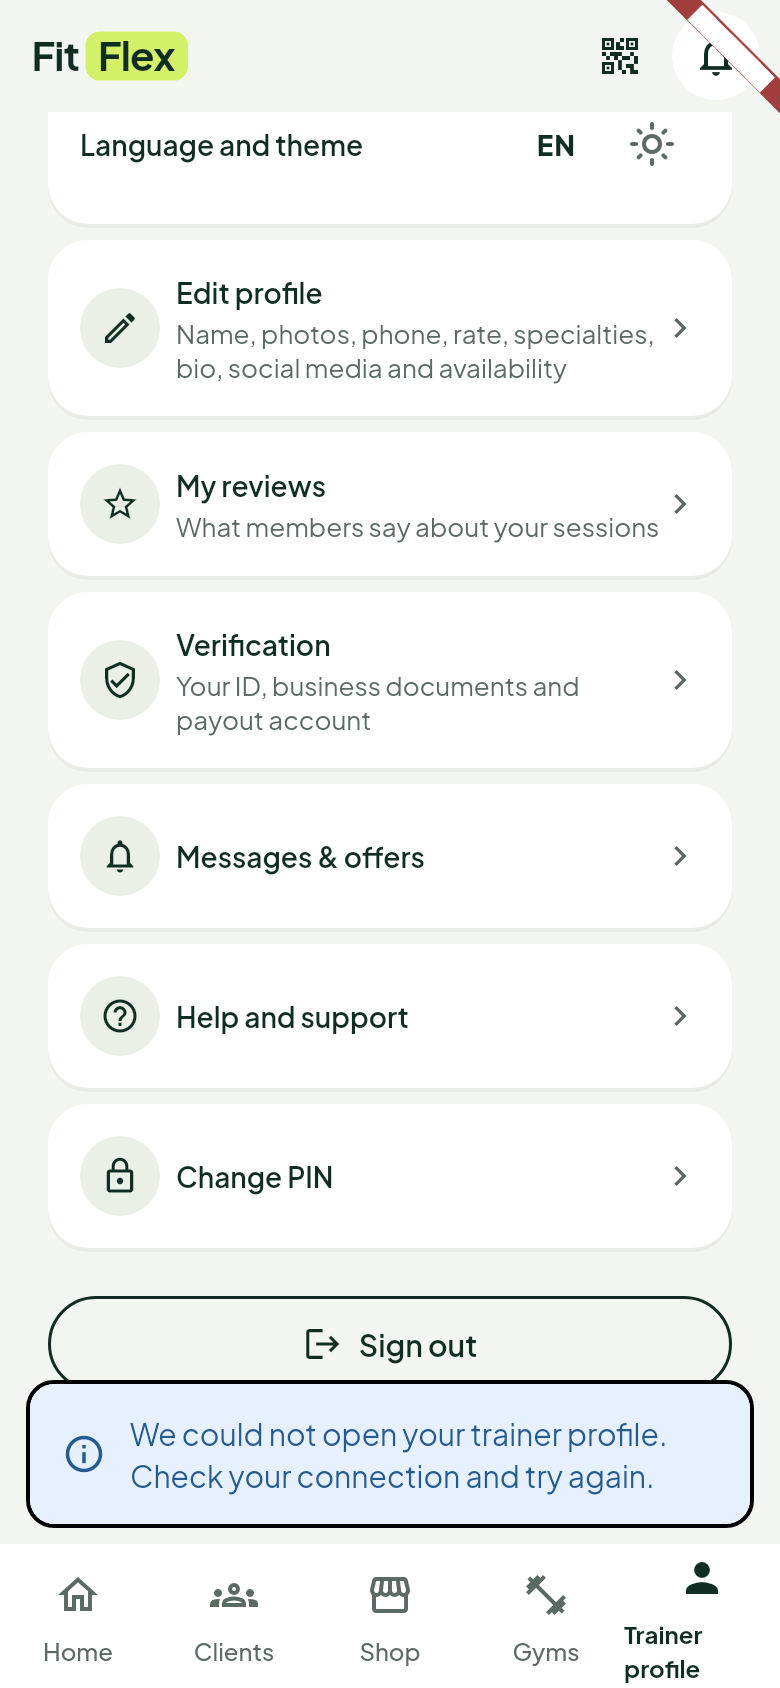 Fit Flex
Language and theme EN
Edit profile
Name, photos, phone, rate, specialties,
bio, social media and availability
My reviews
What members say about your sessions
Verification
Your ID, business documents and
payout account
Messages & offers
Help and support
Change PIN
Sign out
We could not open your trainer profile.
Check your connection and try again.
Home
Clients
Shop
Gyms
Trainer
profile